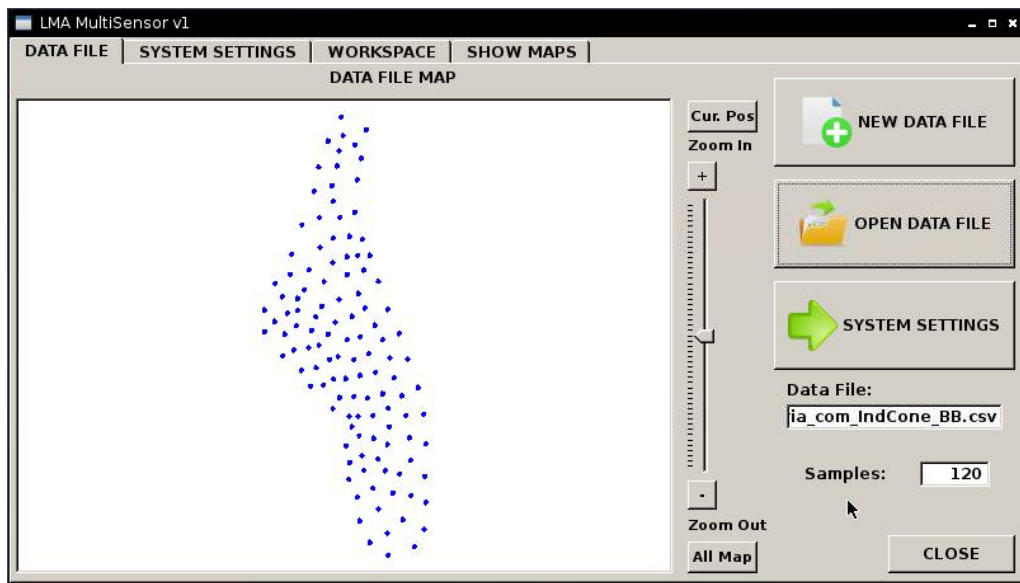 LMA MultiSensor v1
DATA FILE
SYSTEM SETTINGS
WORKSPACE
SHOW MAPS
DATA FILE MAP
Cur. Pos
Zoom In
+
-
Zoom Out
All Map
NEW DATA FILE
OPEN DATA FILE
SYSTEM SETTINGS
Data File:
ia_com_IndCone_BB.csv
Samples: 120
CLOSE